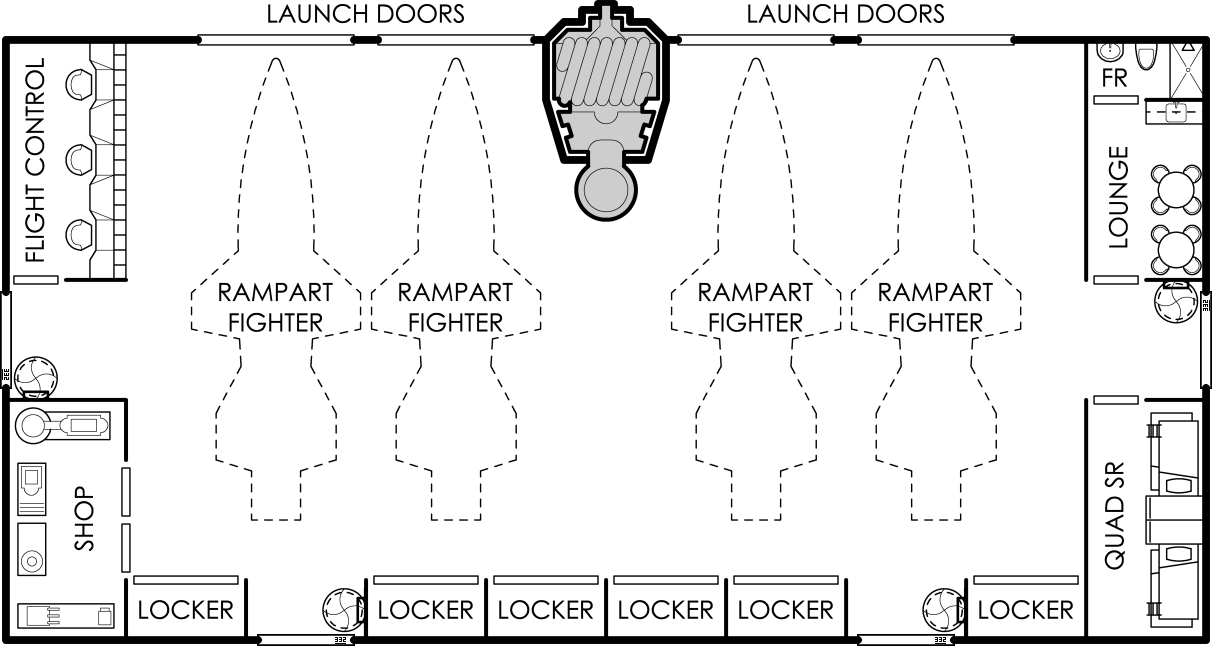 LAUNCH DOORS
LAUNCH DOORS
FLIGHT CONTROL
FR
LOUNGE
RAMPART
FIGHTER
RAMPART
FIGHTER
RAMPART
FIGHTER
RAMPART
FIGHTER
SHOP
QUAD SR
LOCKER
LOCKER
LOCKER
LOCKER
LOCKER
LOCKER